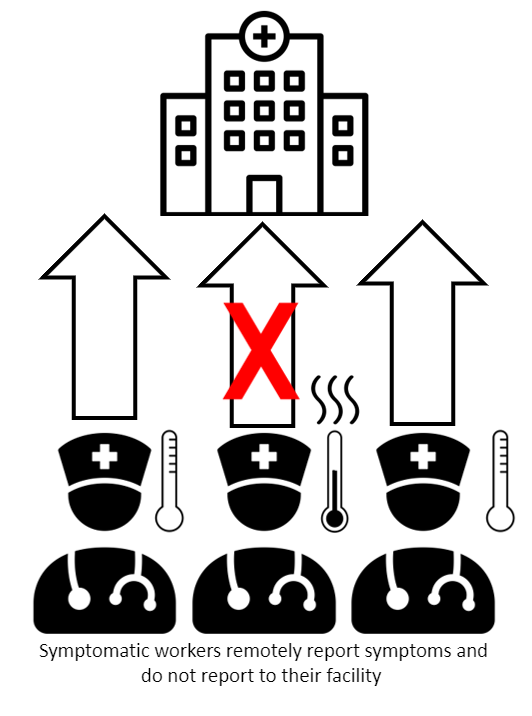 X
Symptomatic workers remotely report symptoms and
do not report to their facility